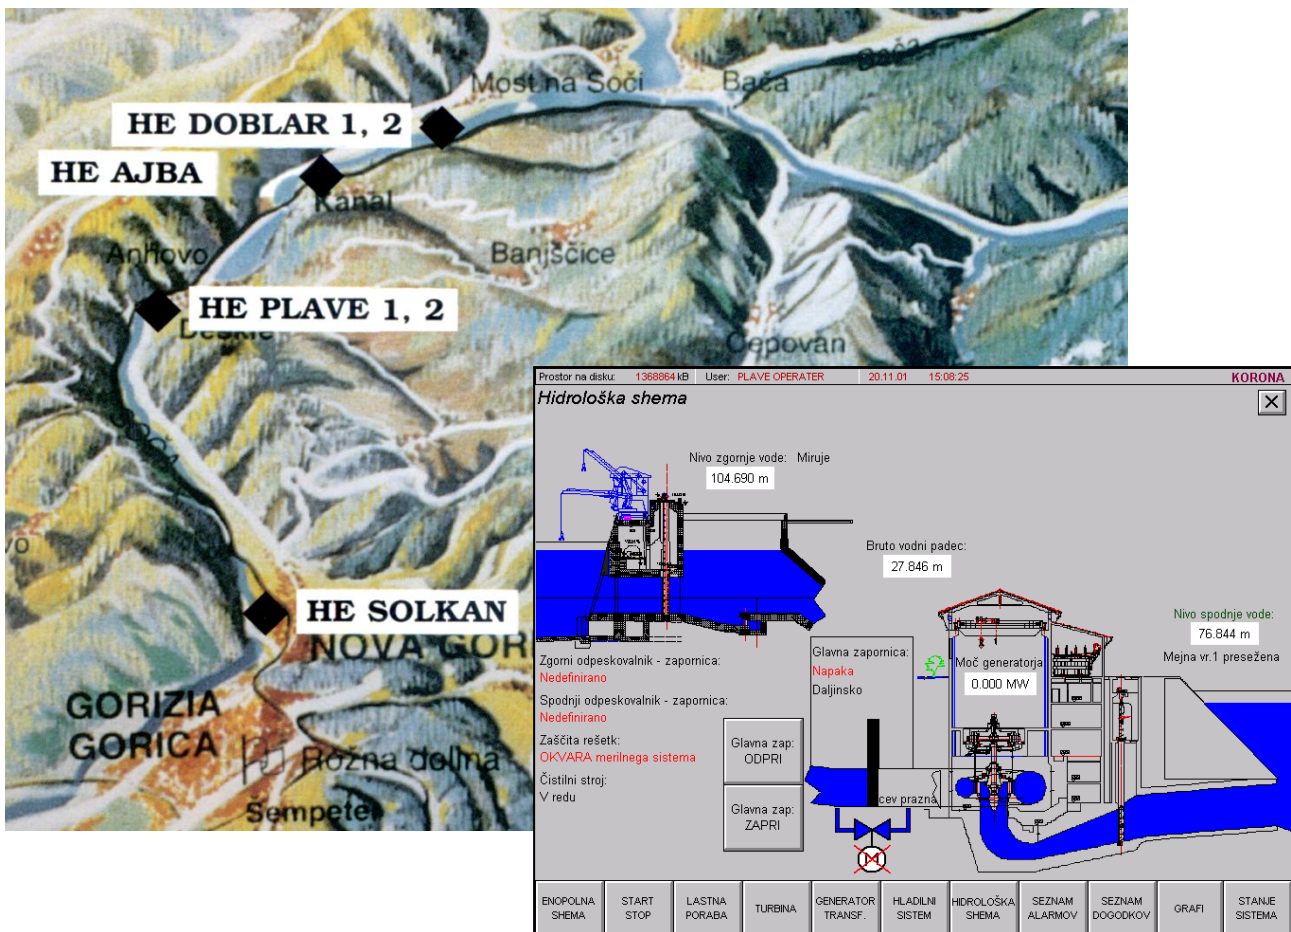 Most na Soči
Bača
Bača
HE DOBLAR 1, 2
HE AJBA
Kanal
Anhovo
Banjščice
HE PLAVE 1, 2
Deskle
Čepovan
HE SOLKAN
NOVA GORI
GORIZIA
GORICA
Rožna dolina
Šempeter
Prostor na disku: 1368864 kB User: PLAVE OPERATER 20.11.01 15:08:25 KORONA
Hidrološka shema
Nivo zgornje vode: Miruje
104.690 m
Bruto vodni padec:
27.846 m
Nivo spodnje vode:
76.844 m
Mejna vr.1 presežena
Zgorni odpeskovalnik - zapornica:
Nedefinirano
Spodnji odpeskovalnik - zapornica:
Nedefinirano
Zaščita rešetk:
OKVARA merilnega sistema
Čistilni stroj:
V redu
Glavna zapornica:
Napaka
Daljinsko
Moč generatorja
0.000 MW
Glavna zap:
ODPRI
Glavna zap:
ZAPRI
cev prazna
M
ENOPOLNA
SHEMA
START
STOP
LASTNA
PORABA
TURBINA
GENERATOR
TRANSF.
HLADILNI
SISTEM
HIDROLOŠKA
SHEMA
SEZNAM
ALARMOV
SEZNAM
DOGODKOV
GRAFI
STANJE
SISTEMA